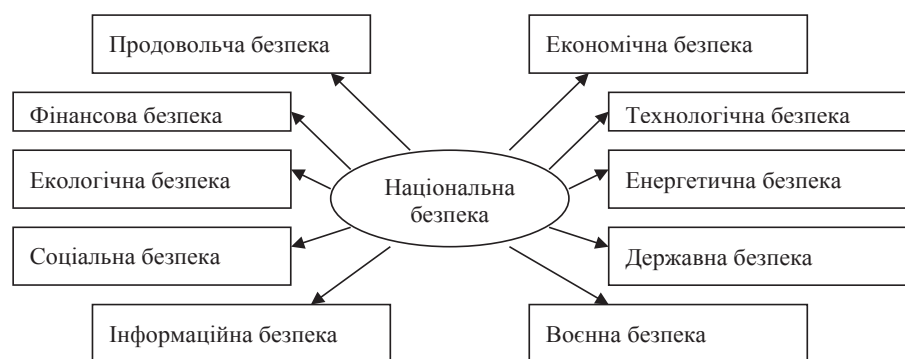 Продовольча безпека
Економічна безпека
Фінансова безпека
Технологічна безпека
Екологічна безпека
Національна
безпека
Енергетична безпека
Соціальна безпека
Державна безпека
Інформаційна безпека
Воєнна безпека